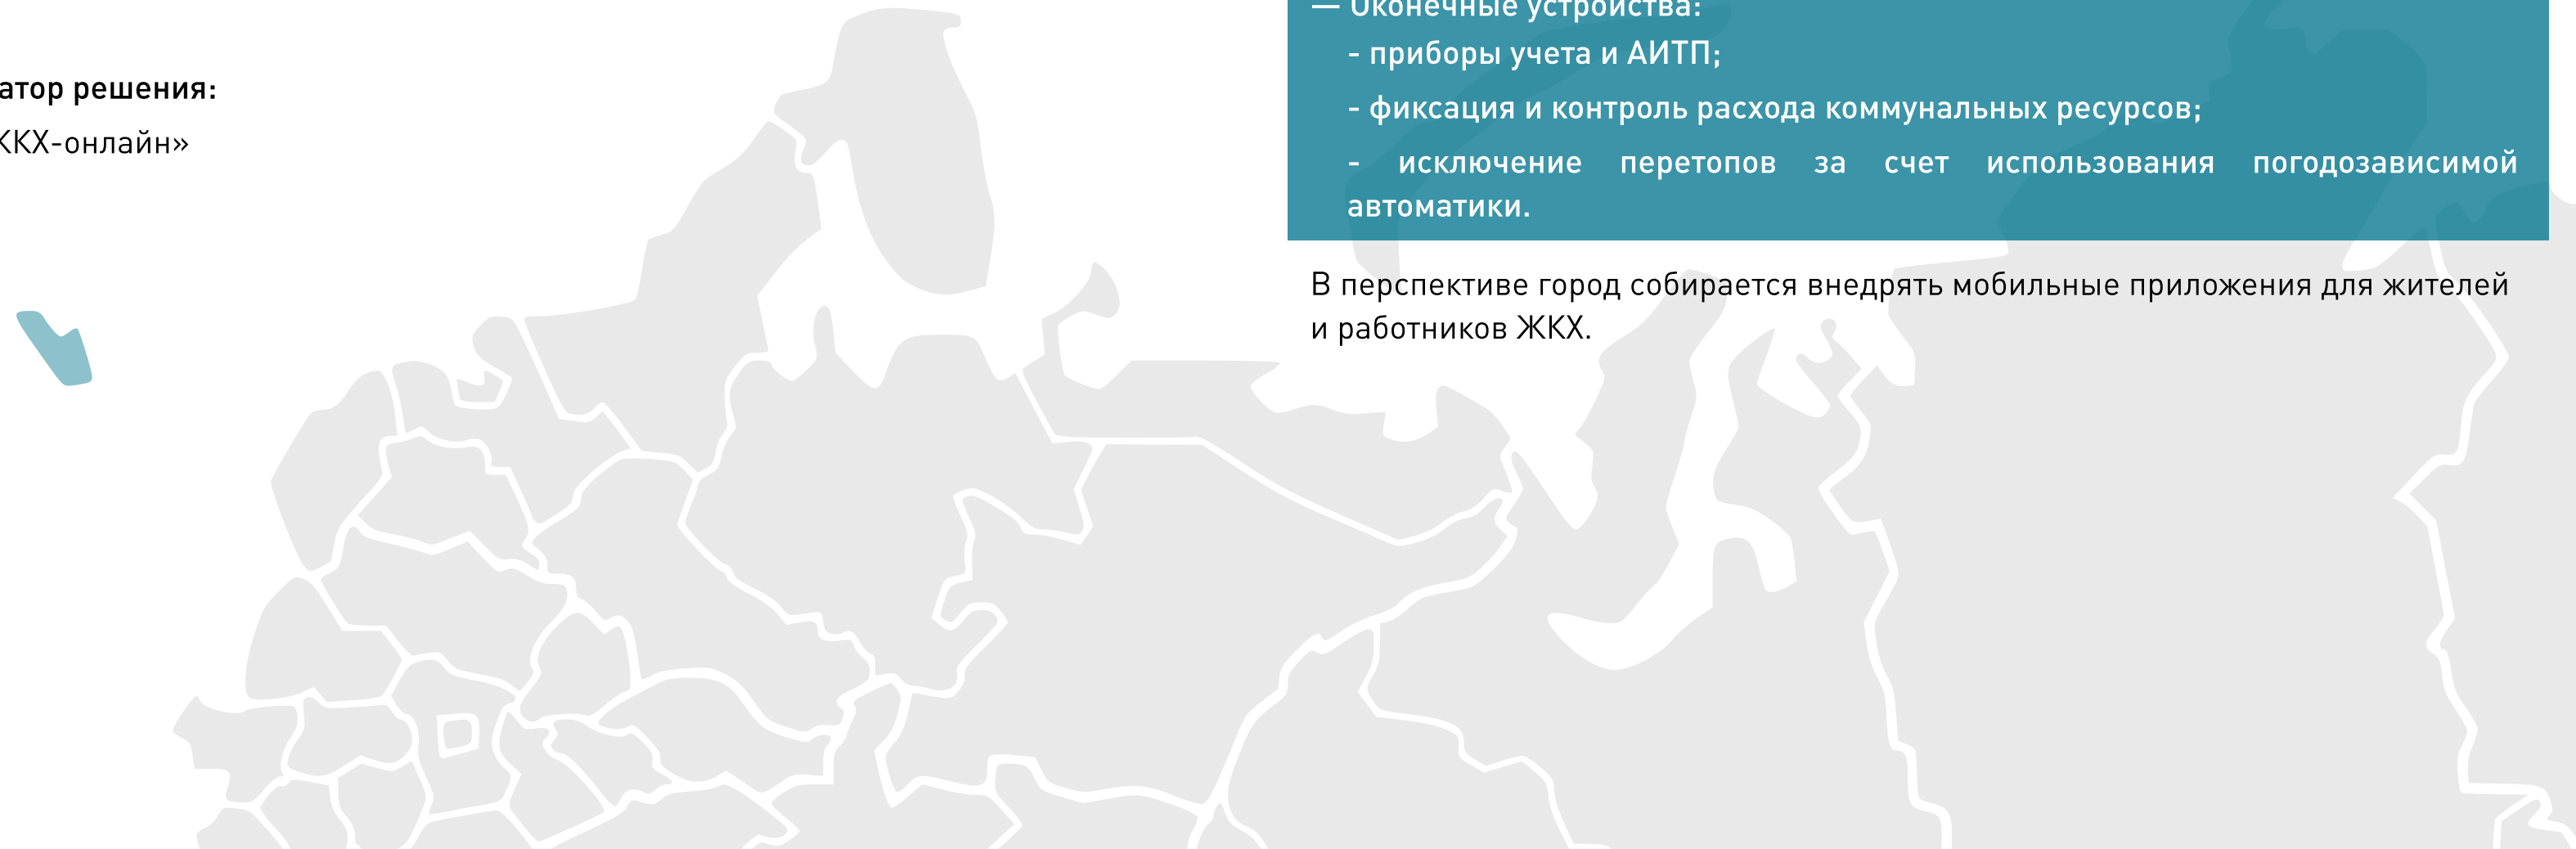 атор решения:
ЖКХ-онлайн»
— Оконечные устройства:
- приборы учета и АИТП;
- фиксация и контроль расхода коммунальных ресурсов;
- исключение перетопов за счет использования погодозависимой
автоматики.
В перспективе город собирается внедрять мобильные приложения для жителей
и работников ЖКХ.